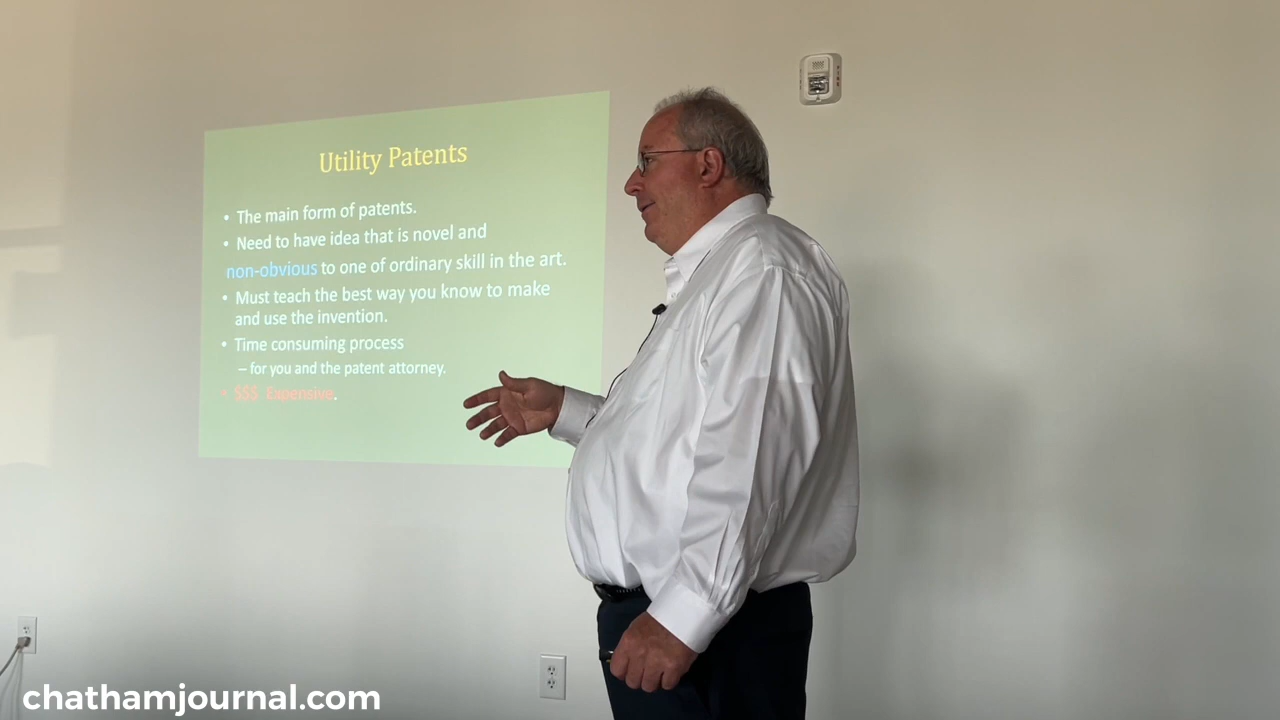 Utility Patents
• The main form of patents.
• Need to have idea that is novel and
non-obvious to one of ordinary skill in the art.
• Must teach the best way you know to make
and use the invention.
• Time consuming process
– for you and the patent attorney.
• $$$ Expensive.
chathamjournal.com